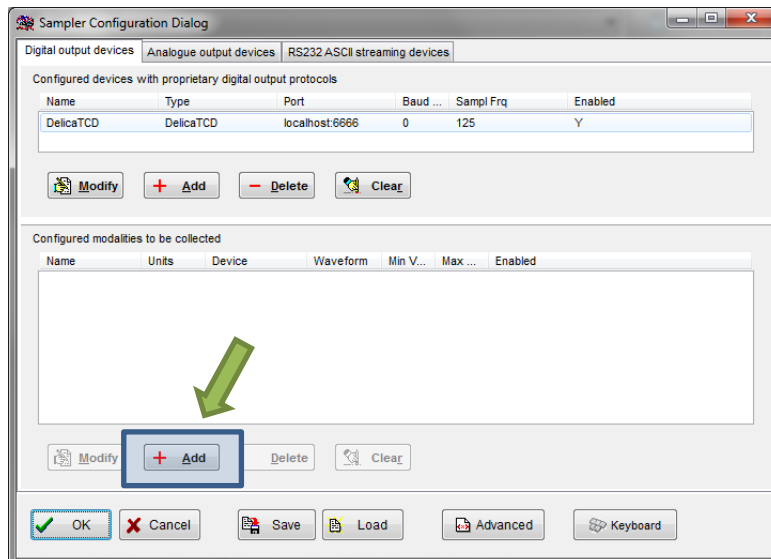 Sampler Configuration Dialog
Digital output devices Analogue output devices RS232 ASCII streaming devices
Configured devices with proprietary digital output protocols
Name Type Port Baud ... Sampl Frq Enabled
DelicaTCD DelicaTCD localhost:6666 0 125 Y
Modify Add Delete Clear
Configured modalities to be collected
Name Units Device Waveform Min V... Max ... Enabled
Modify Add Delete Clear
OK Cancel Save Load Advanced Keyboard